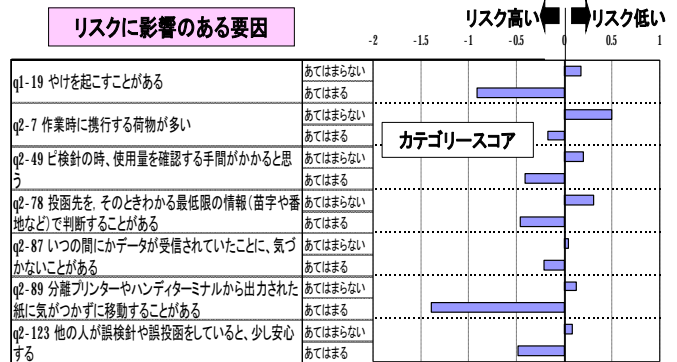 リスクに影響のある要因
リスク高い リスク低い
-2 -1.5 -1 -0.5 0 0.5 1
q1-19 やけを起こすことがある
あてはまらない
あてはまる
q2-7 作業時に携行する荷物が多い
あてはまらない
あてはまる
カテゴリースコア
q2-49 ピ検針の時、使用量を確認する手間がかかると思
う
あてはまらない
あてはまる
q2-78 投函先を, そのときわかる最低限の情報(苗字や番
地など)で判断することがある
あてはまらない
あてはまる
q2-87 いつの間にかデータが受信されていたことに、気づ
かないことがある
あてはまらない
あてはまる
q2-89 分離プリンターやハンディターミナルから出力された
紙に気がつかずに移動することがある
あてはまらない
あてはまる
q2-123 他の人が誤検針や誤投函をしていると、少し安心
する
あてはまらない
あてはまる